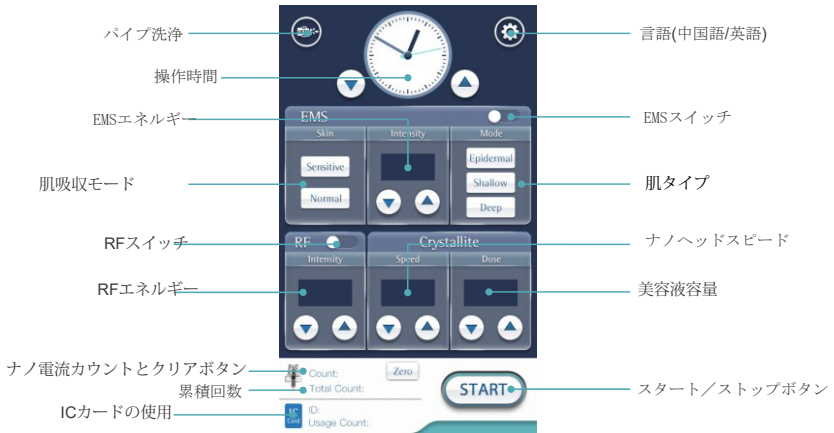 パイプ洗浄
言語(中国語/英語)
操作時間
EMSエネルギー
EMS
EMSスイッチ
Skin
Intensity
Mode
Sensitive
Epidermal
肌吸収モード
Shallow
肌タイプ
Normal
Deep
RFスイッチ
RF
Crystallite
ナノヘッドスピード
Intensity
Speed
Dose
RFエネルギー
美容液容量
ナノ電流カウントとクリアボタン
Count:
Zero
累積回数
Total Count:
START
スタート／ストップボタン
ICカードの使用
IC
Card
ID:
Usage Count: